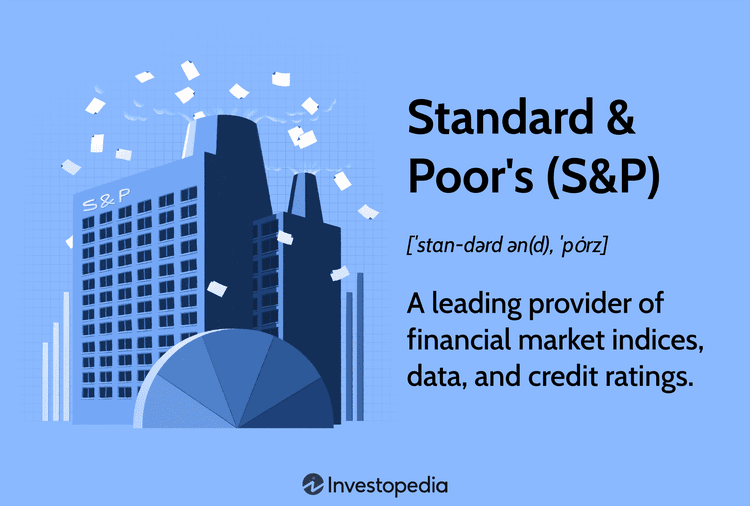 S&P
Standard &
Poor's (S&P)
[ˈstan-dərd ən(d), ˈpȯrz]
A leading provider of
financial market indices,
data, and credit ratings.
Investopedia